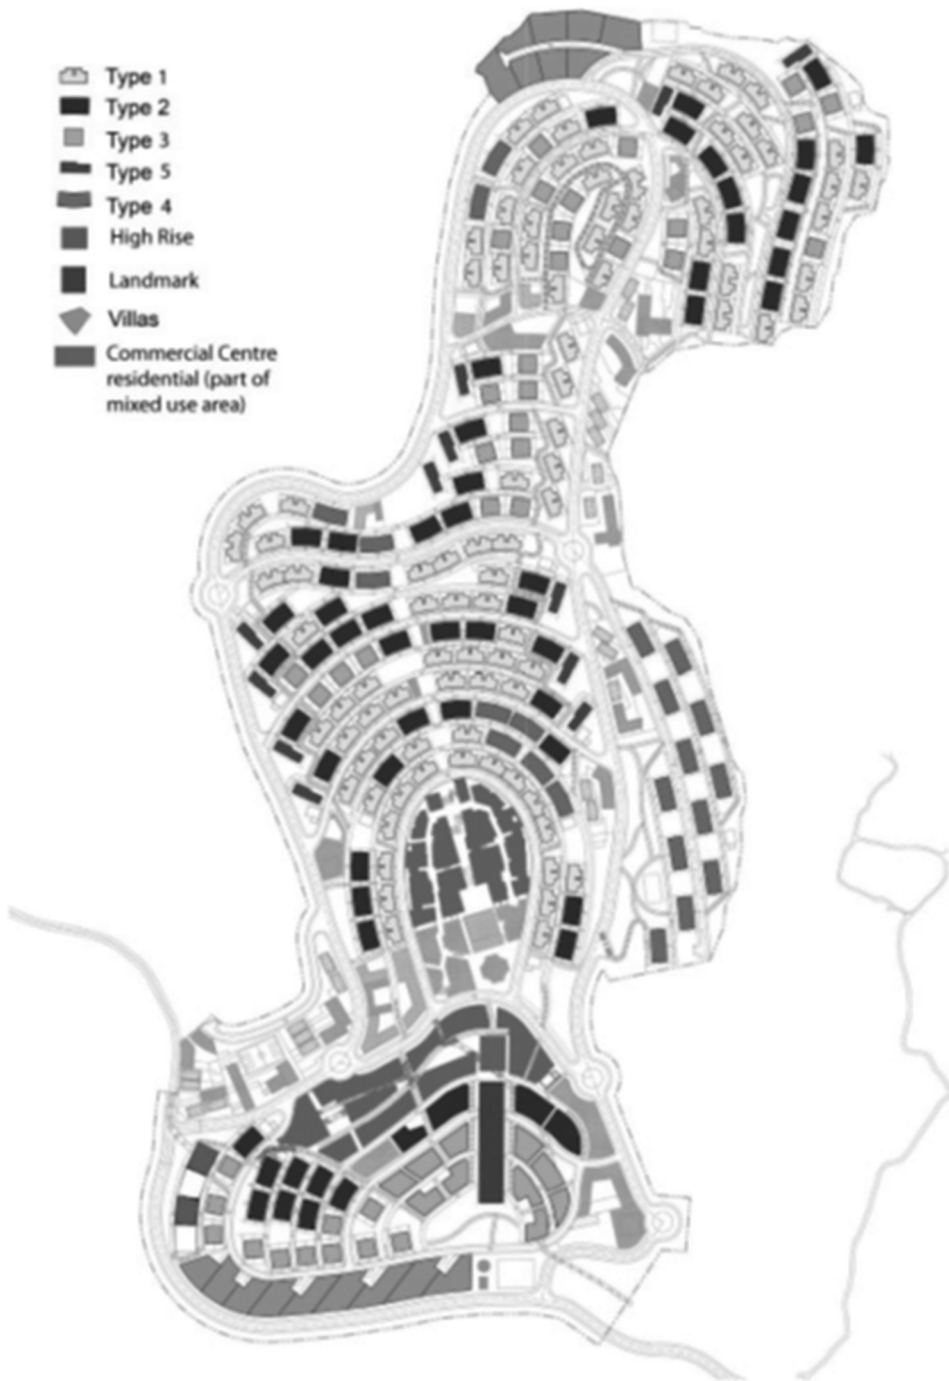 Type 1
Type 2
Type 3
Type 5
Type 4
High Rise
Landmark
Villas
Commercial Centre
residential (part of
mixed use area)